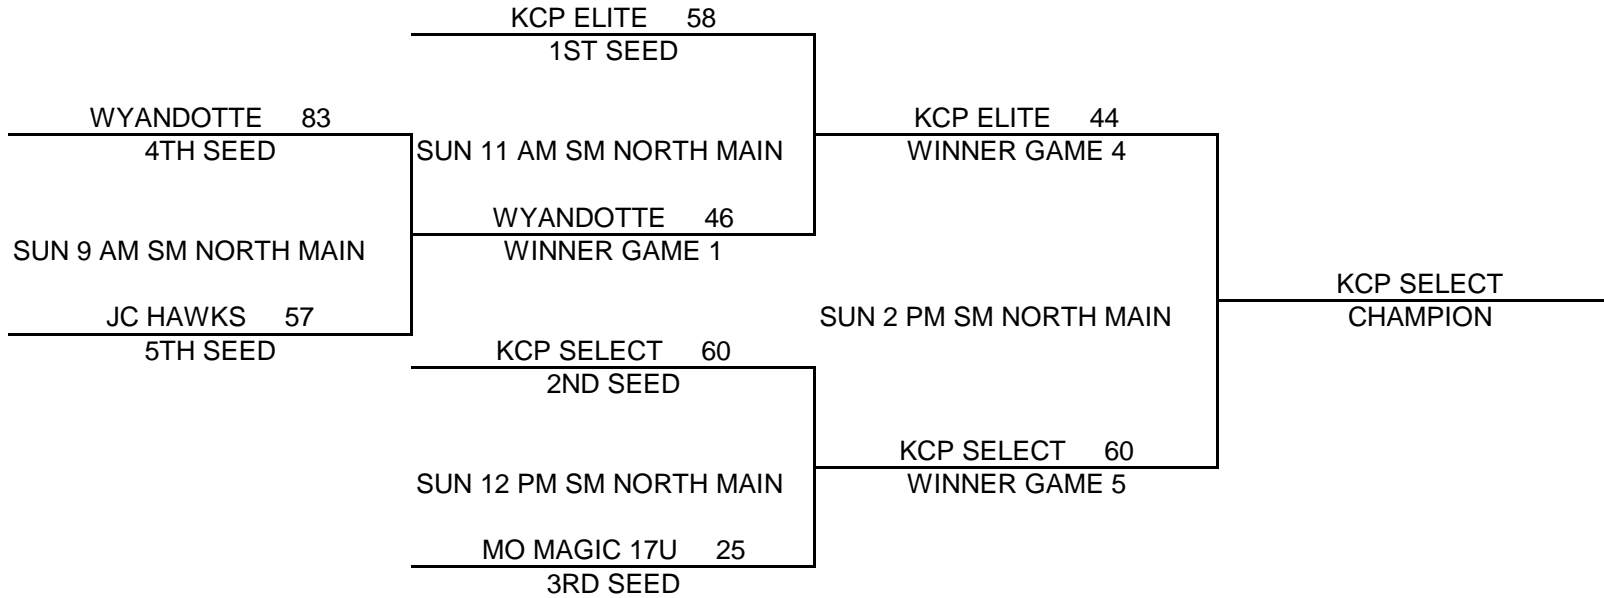 KCP ELITE 58
1ST SEED
WYANDOTTE 83
4TH SEED
SUN 11 AM SM NORTH MAIN
KCP ELITE 44
WINNER GAME 4
WYANDOTTE 46
WINNER GAME 1
SUN 9 AM SM NORTH MAIN
JC HAWKS 57
5TH SEED
KCP SELECT 60
2ND SEED
SUN 2 PM SM NORTH MAIN
KCP SELECT
CHAMPION
KCP SELECT 60
WINNER GAME 5
SUN 12 PM SM NORTH MAIN
MO MAGIC 17U 25
3RD SEED